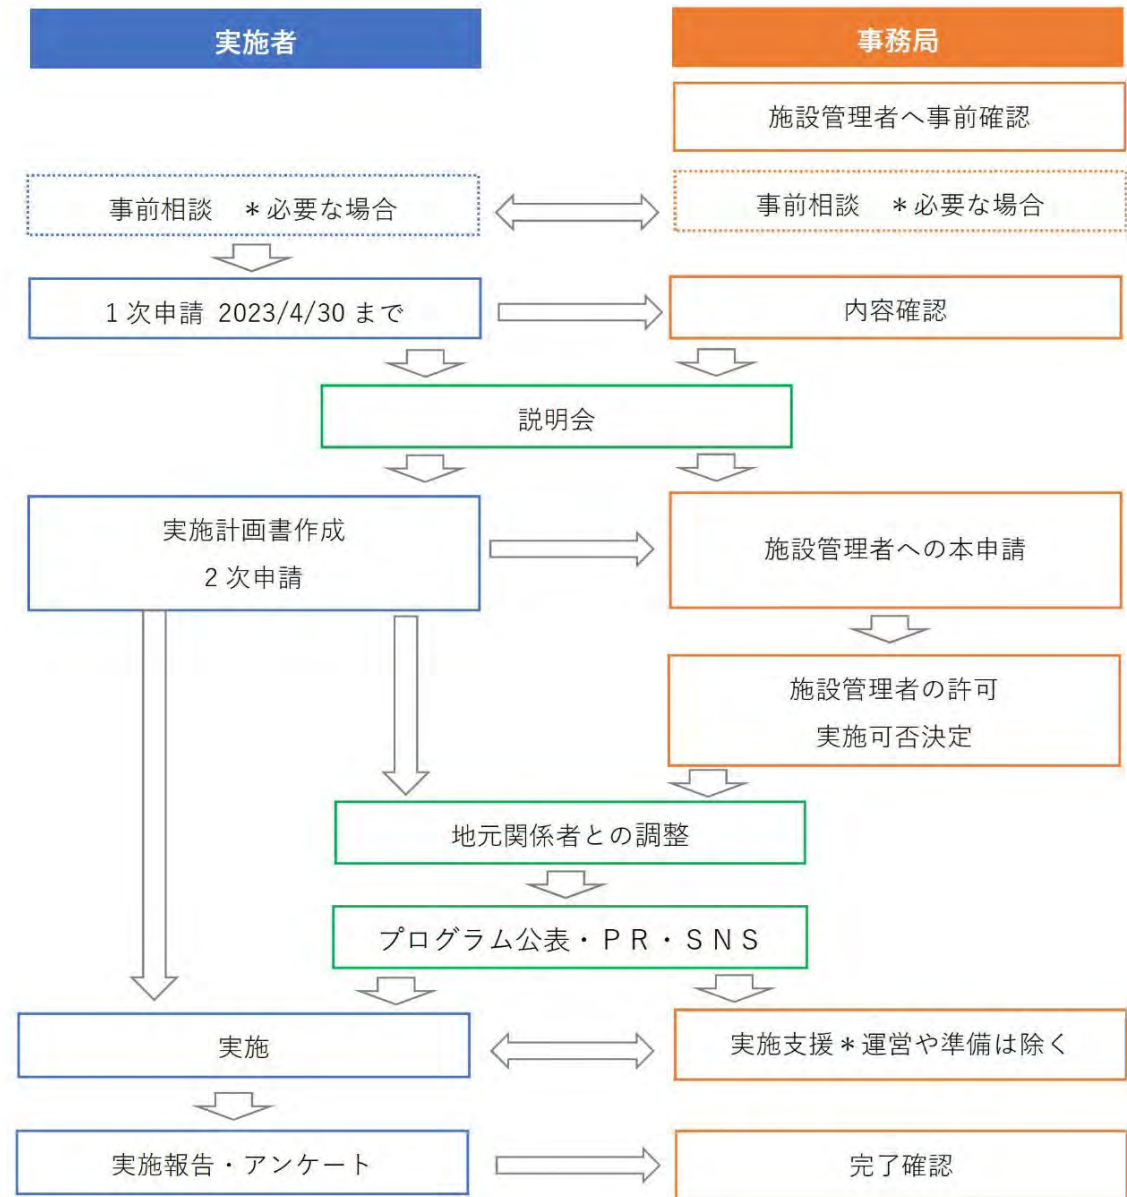 実施者
事務局
施設管理者へ事前確認
事前相談　＊必要な場合
事前相談　＊必要な場合
1次申請 2023/4/30 まで
内容確認
説明会
実施計画書作成
2次申請
施設管理者への本申請
施設管理者の許可
実施可否決定
地元関係者との調整
プログラム公表・ＰＲ・ＳＮＳ
実施
実施支援＊運営や準備は除く
実施報告・アンケート
完了確認